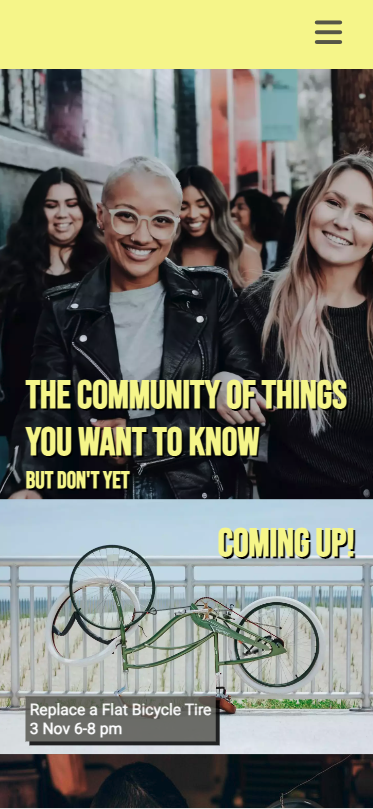 THE COMMUNITY OF THINGS
YOU WANT TO KNOW
BUT DON'T YET
COMING UP!
Replace a Flat Bicycle Tire
3 Nov 6-8 pm